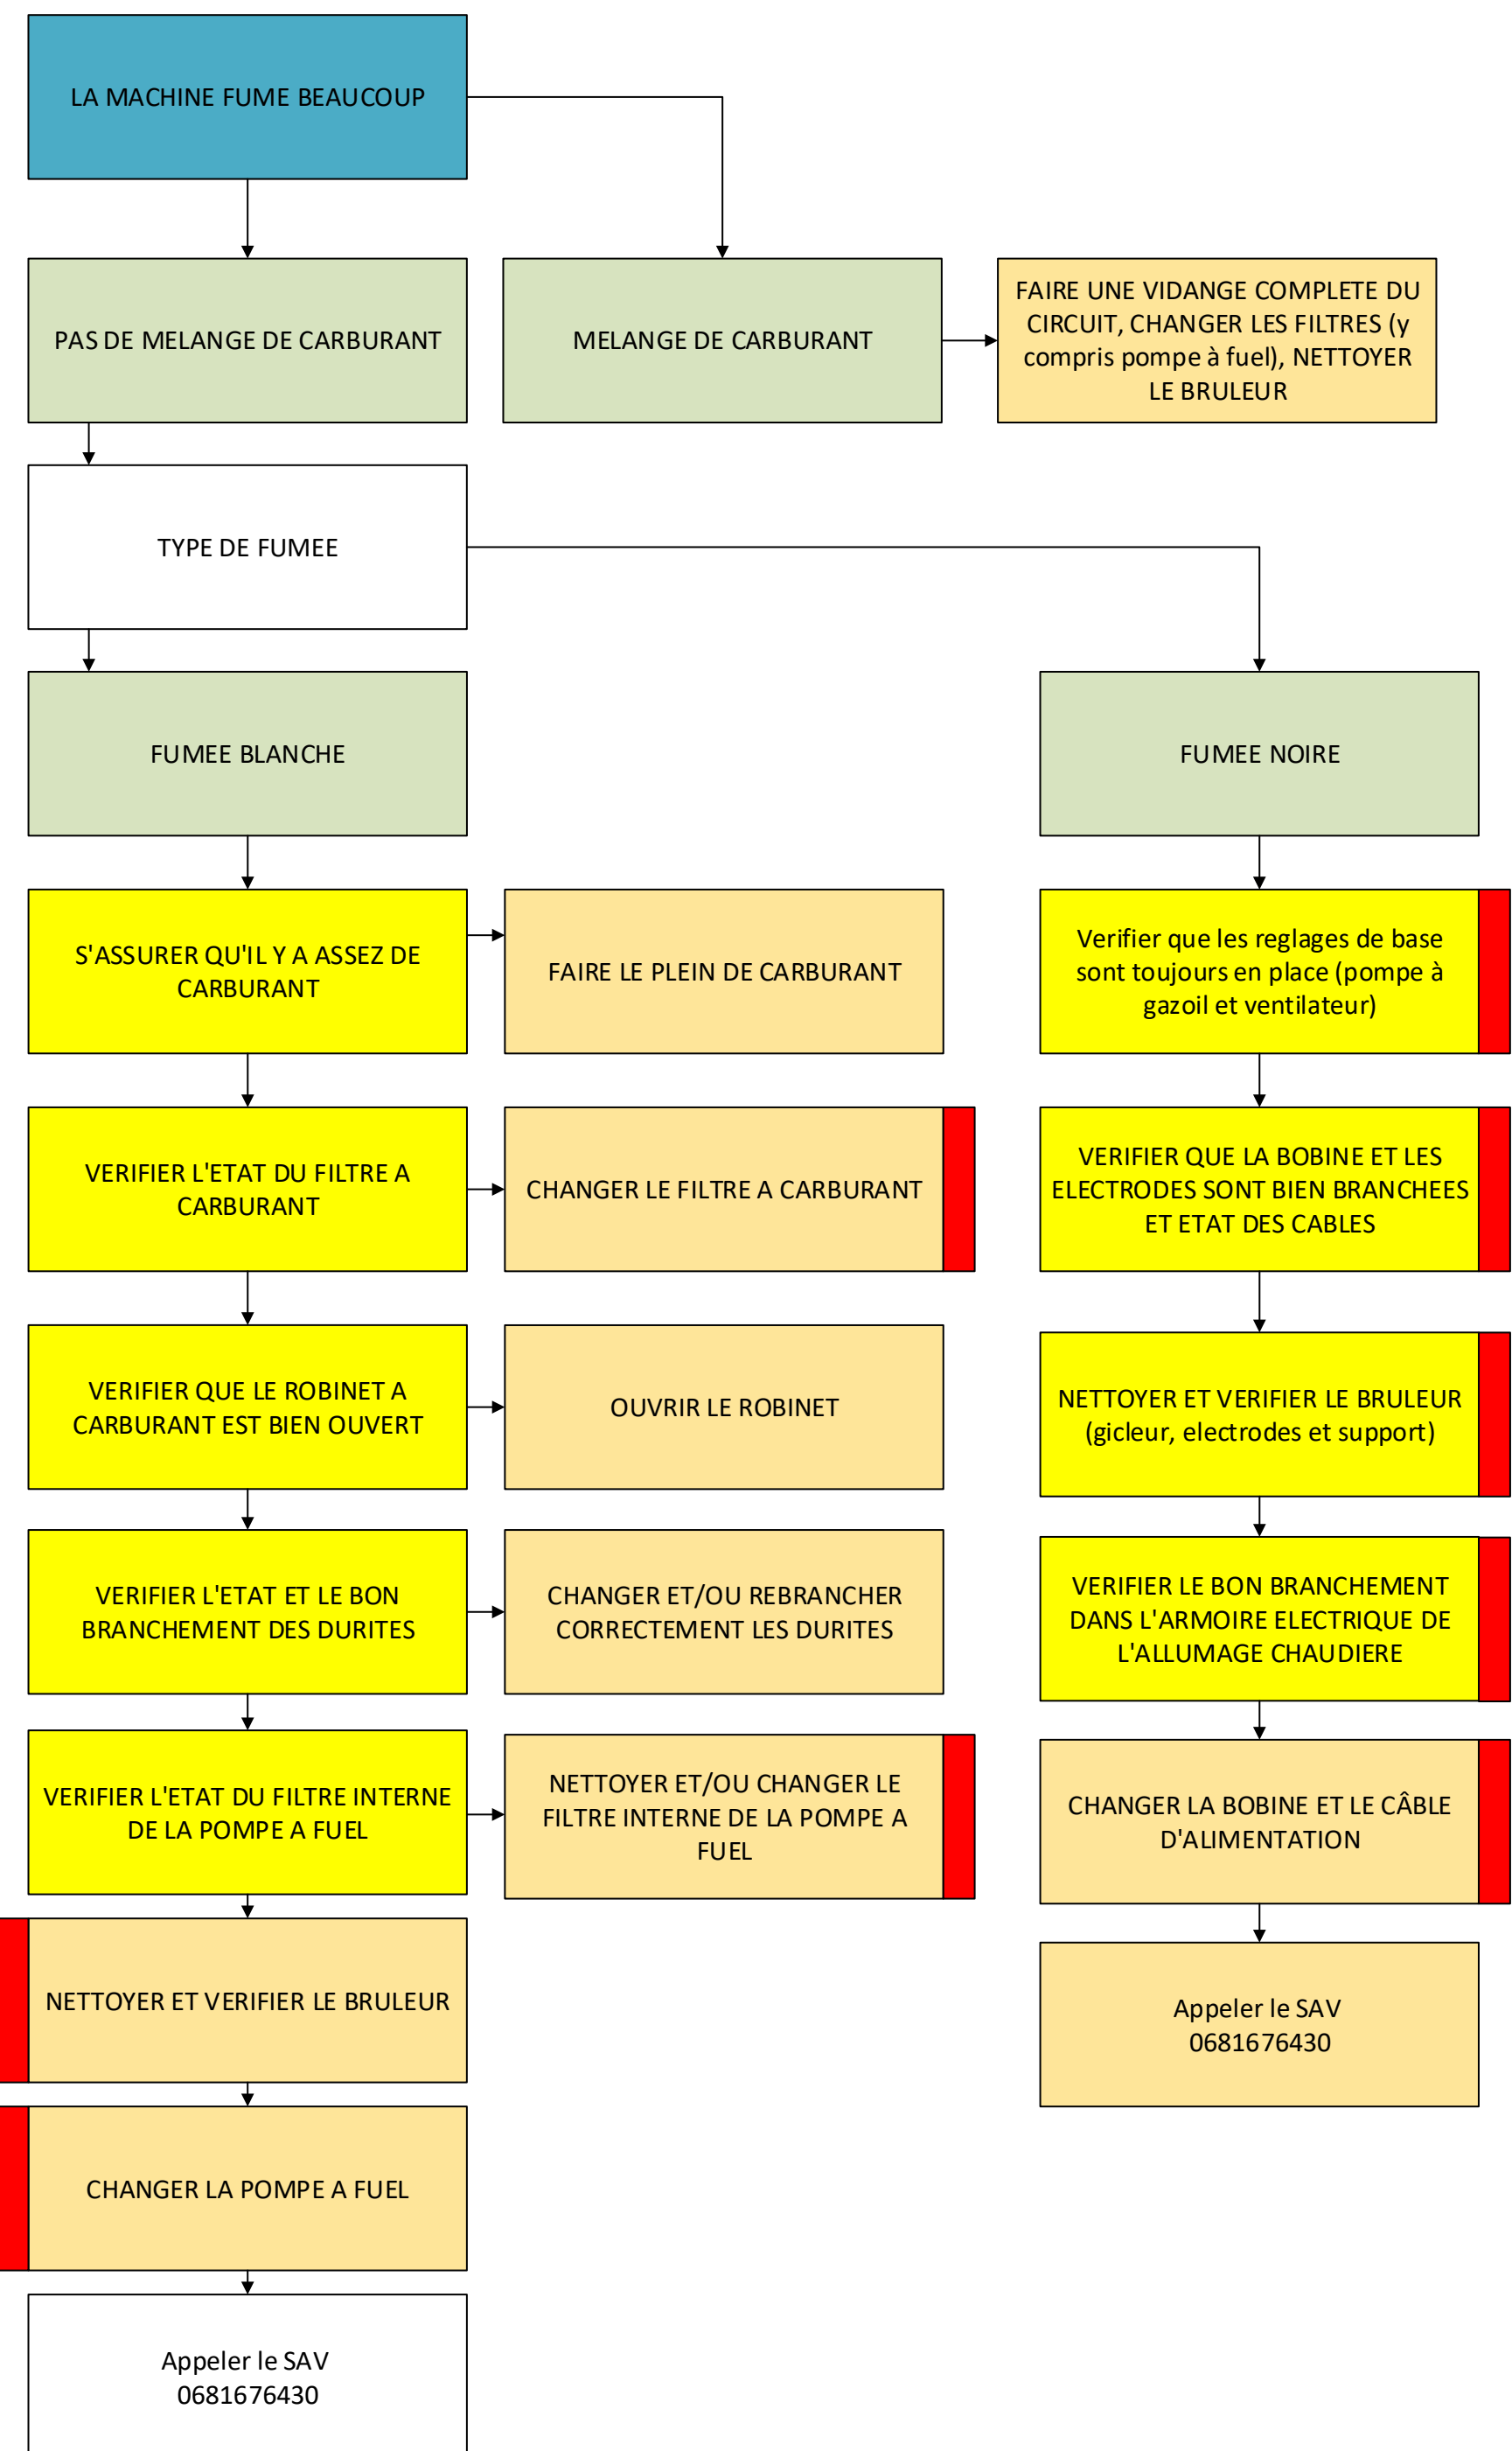 LA MACHINE FUME BEAUCOUP
PAS DE MELANGE DE CARBURANT
MELANGE DE CARBURANT
FAIRE UNE VIDANGE COMPLETE DU
CIRCUIT, CHANGER LES FILTRES (y
compris pompe à fuel), NETTOYER
LE BRULEUR
TYPE DE FUMEE
FUMEE BLANCHE
FUMEE NOIRE
S'ASSURER QU'IL Y A ASSEZ DE
CARBURANT
FAIRE LE PLEIN DE CARBURANT
Verifier que les reglages de base
sont toujours en place (pompe à
gazoil et ventilateur)
VERIFIER L'ETAT DU FILTRE A
CARBURANT
CHANGER LE FILTRE A CARBURANT
VERIFIER QUE LA BOBINE ET LES
ELECTRODES SONT BIEN BRANCHEES
ET ETAT DES CABLES
VERIFIER QUE LE ROBINET A
CARBURANT EST BIEN OUVERT
OUVRIR LE ROBINET
NETTOYER ET VERIFIER LE BRULEUR
(gicleur, electrodes et support)
VERIFIER L'ETAT ET LE BON
BRANCHEMENT DES DURITES
CHANGER ET/OU REBRANCHER
CORRECTEMENT LES DURITES
VERIFIER LE BON BRANCHEMENT
DANS L'ARMOIRE ELECTRIQUE DE
L'ALLUMAGE CHAUDIERE
VERIFIER L'ETAT DU FILTRE INTERNE
DE LA POMPE A FUEL
NETTOYER ET/OU CHANGER LE
FILTRE INTERNE DE LA POMPE A
FUEL
CHANGER LA BOBINE ET LE CÂBLE
D'ALIMENTATION
NETTOYER ET VERIFIER LE BRULEUR
Appeler le SAV
0681676430
CHANGER LA POMPE A FUEL
Appeler le SAV
0681676430